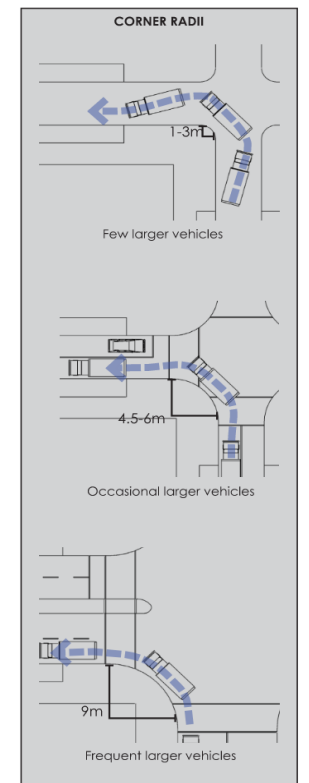 CORNER RADII
1-3m
Few larger vehicles
4.5-6m
Occasional larger vehicles
9m
Frequent larger vehicles